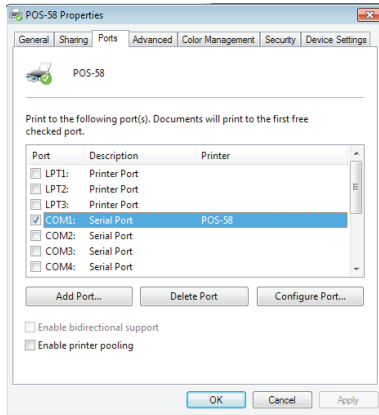 POS-58 Properties
General Sharing Ports Advanced Color Management Security Device Settings
POS-58
Print to the following port(s). Documents will print to the first free
checked port.
Port Description Printer
LPT1: Printer Port
LPT2: Printer Port
LPT3: Printer Port
COM1: Serial Port POS-58
COM2: Serial Port
COM3: Serial Port
COM4: Serial Port
Add Port... Delete Port Configure Port...
Enable bidirectional support
Enable printer pooling
OK Cancel Apply